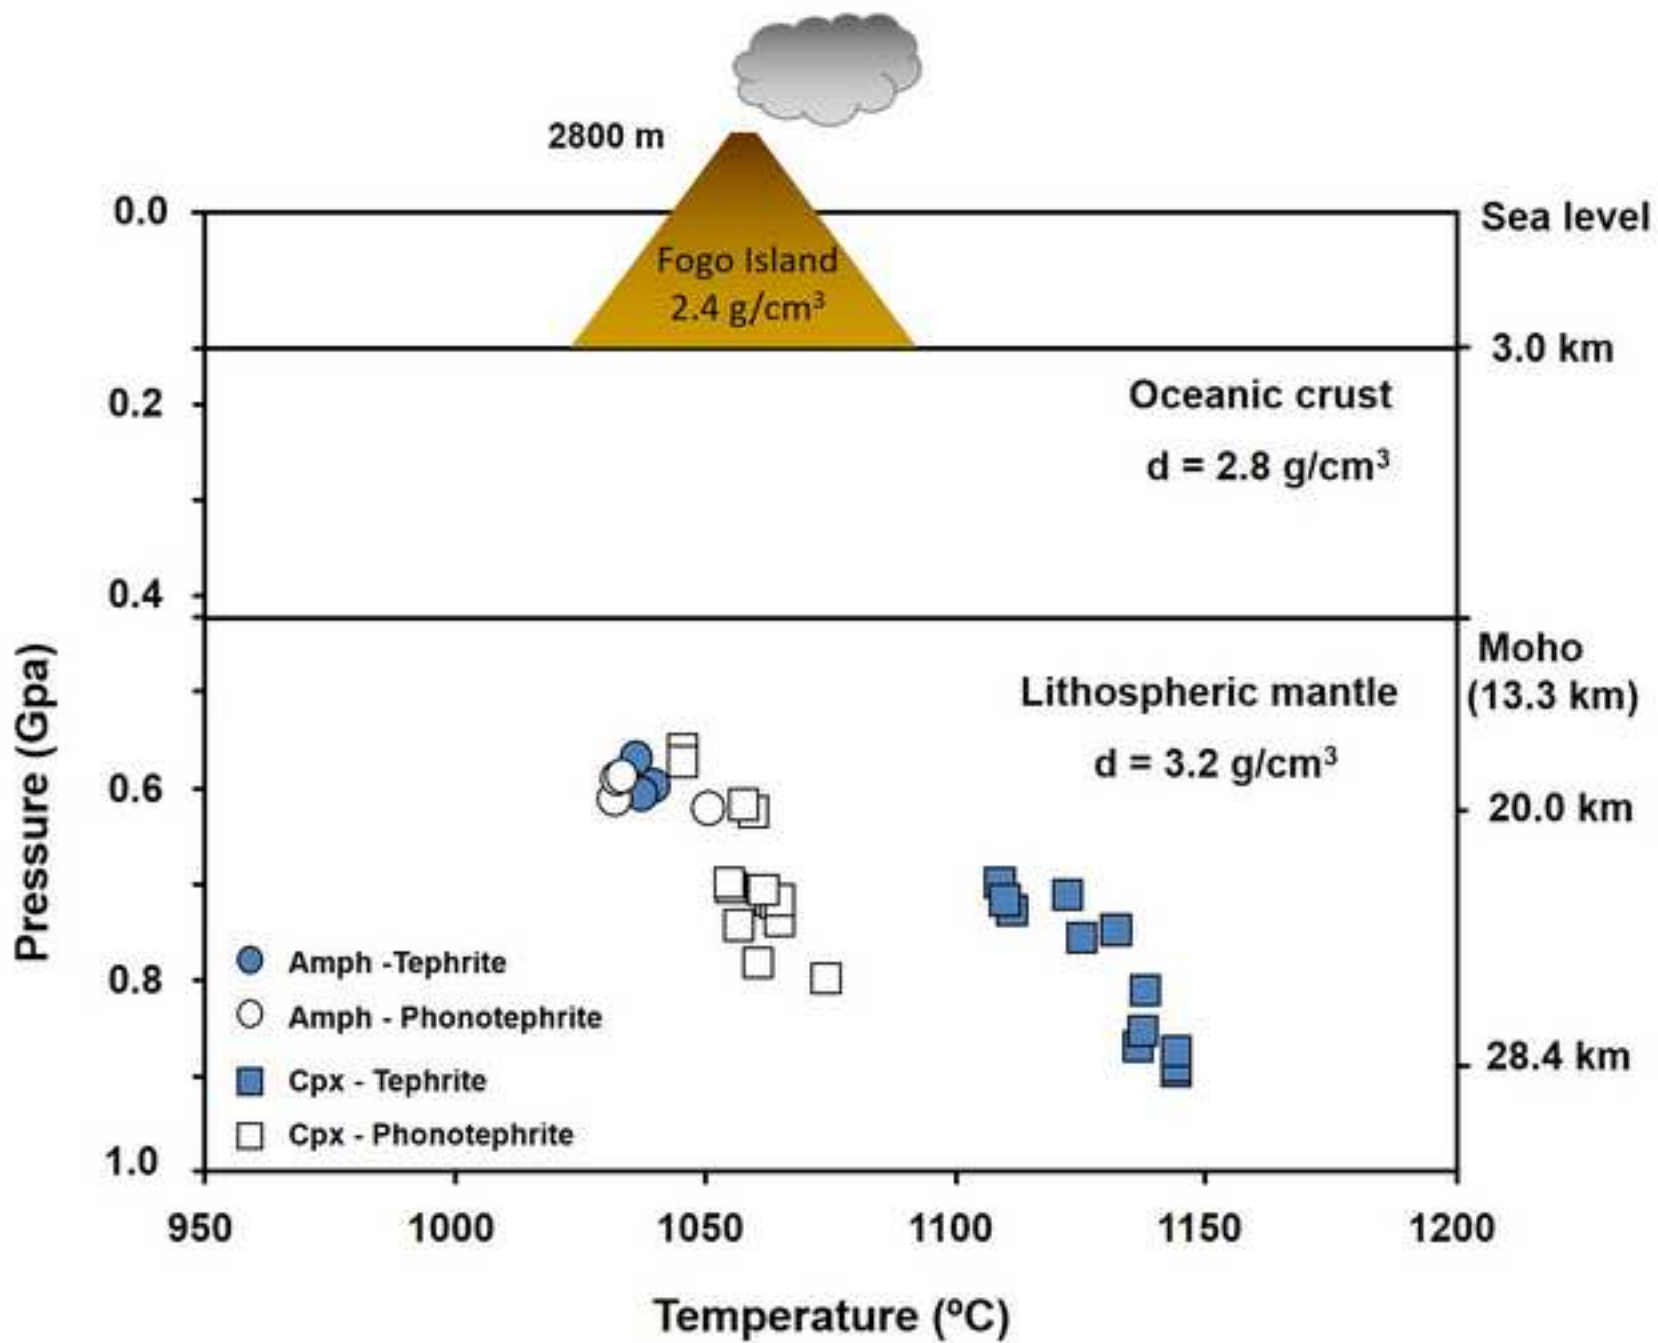 2800 m
0.0
Sea level
Fogo Island
2.4 g/cm³
3.0 km
0.2
Oceanic crust
d = 2.8 g/cm³
0.4
Moho
(13.3 km)
Lithospheric mantle
d = 3.2 g/cm³
0.6
20.0 km
Pressure (Gpa)
Amph -Tephrite
0.8
Amph - Phonotephrite
28.4 km
Cpx - Tephrite
Cpx - Phonotephrite
1.0
950 1000 1050 1100 1150 1200
Temperature (ºC)